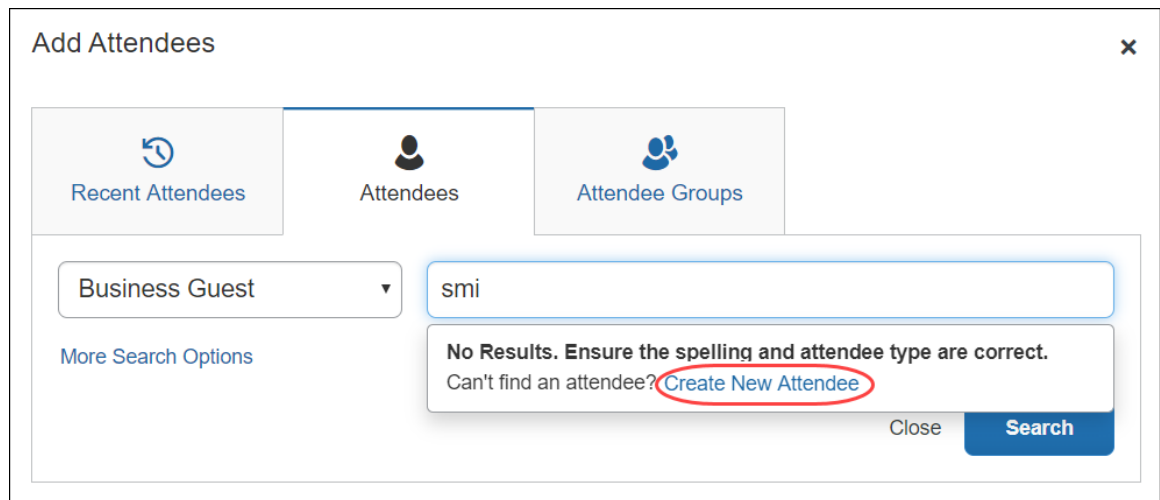 Add Attendees
×
Recent Attendees
Attendees
Attendee Groups
Business Guest
smi
More Search Options
No Results. Ensure the spelling and attendee type are correct.
Can't find an attendee? Create New Attendee
Close
Search